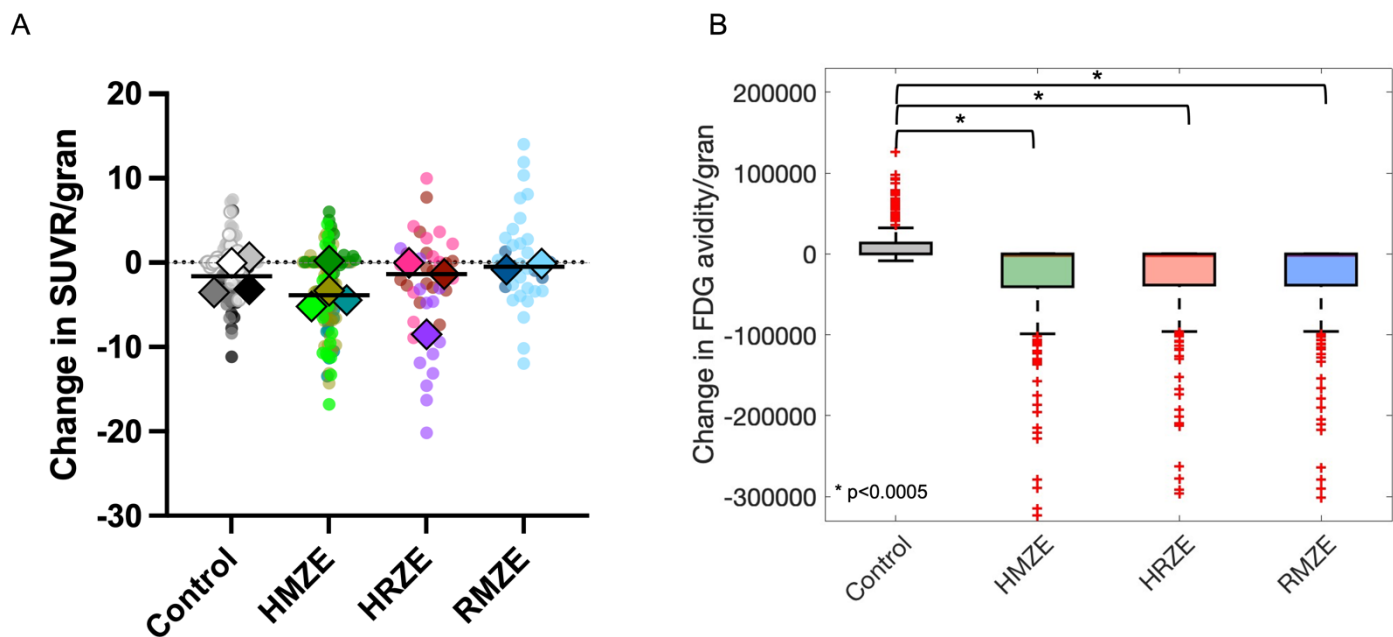 A
Change in SUVR/gran
20
10
0
-10
-20
-30
Control
HMZE
HRZE
RMZE
B
Change in FDG avidity/gran
200000
100000
0
-100000
-200000
-300000
*
*
*
* p<0.0005
Control
HMZE
HRZE
RMZE